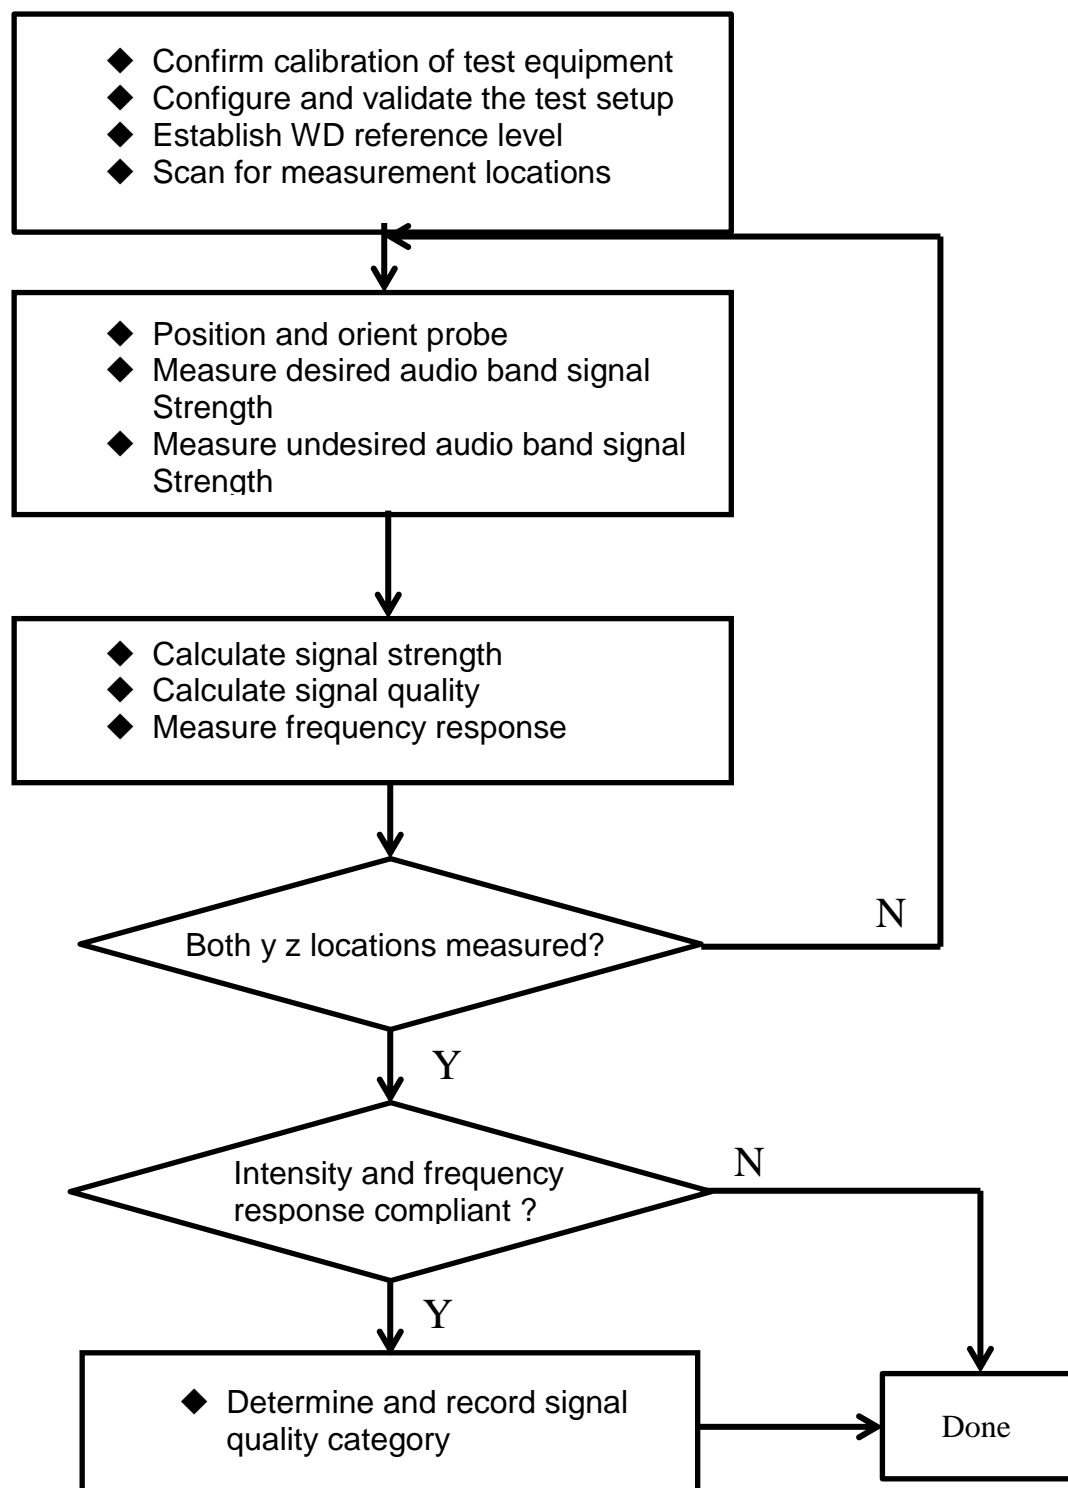 ◆ Confirm calibration of test equipment
◆ Configure and validate the test setup
◆ Establish WD reference level
◆ Scan for measurement locations
◆ Position and orient probe
◆ Measure desired audio band signal
Strength
◆ Measure undesired audio band signal
Strength
◆ Calculate signal strength
◆ Calculate signal quality
◆ Measure frequency response
Both y z locations measured?
N
Y
Intensity and frequency
response compliant ?
N
Y
◆ Determine and record signal
quality category
Done